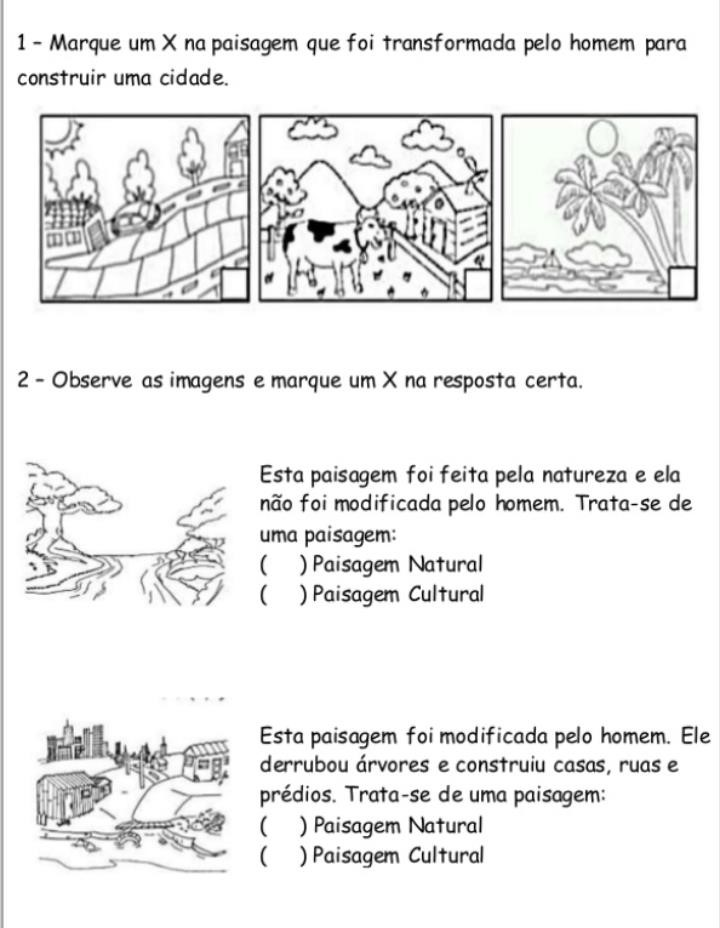 1 - Marque um X na paisagem que foi transformada pelo homem para
construir uma cidade.
2 - Observe as imagens e marque um X na resposta certa.
Esta paisagem foi feita pela natureza e ela
não foi modificada pelo homem. Trata-se de
uma paisagem:
( ) Paisagem Natural
( ) Paisagem Cultural
Esta paisagem foi modificada pelo homem. Ele
derrubou árvores e construiu casas, ruas e
prédios. Trata-se de uma paisagem:
( ) Paisagem Natural
( ) Paisagem Cultural